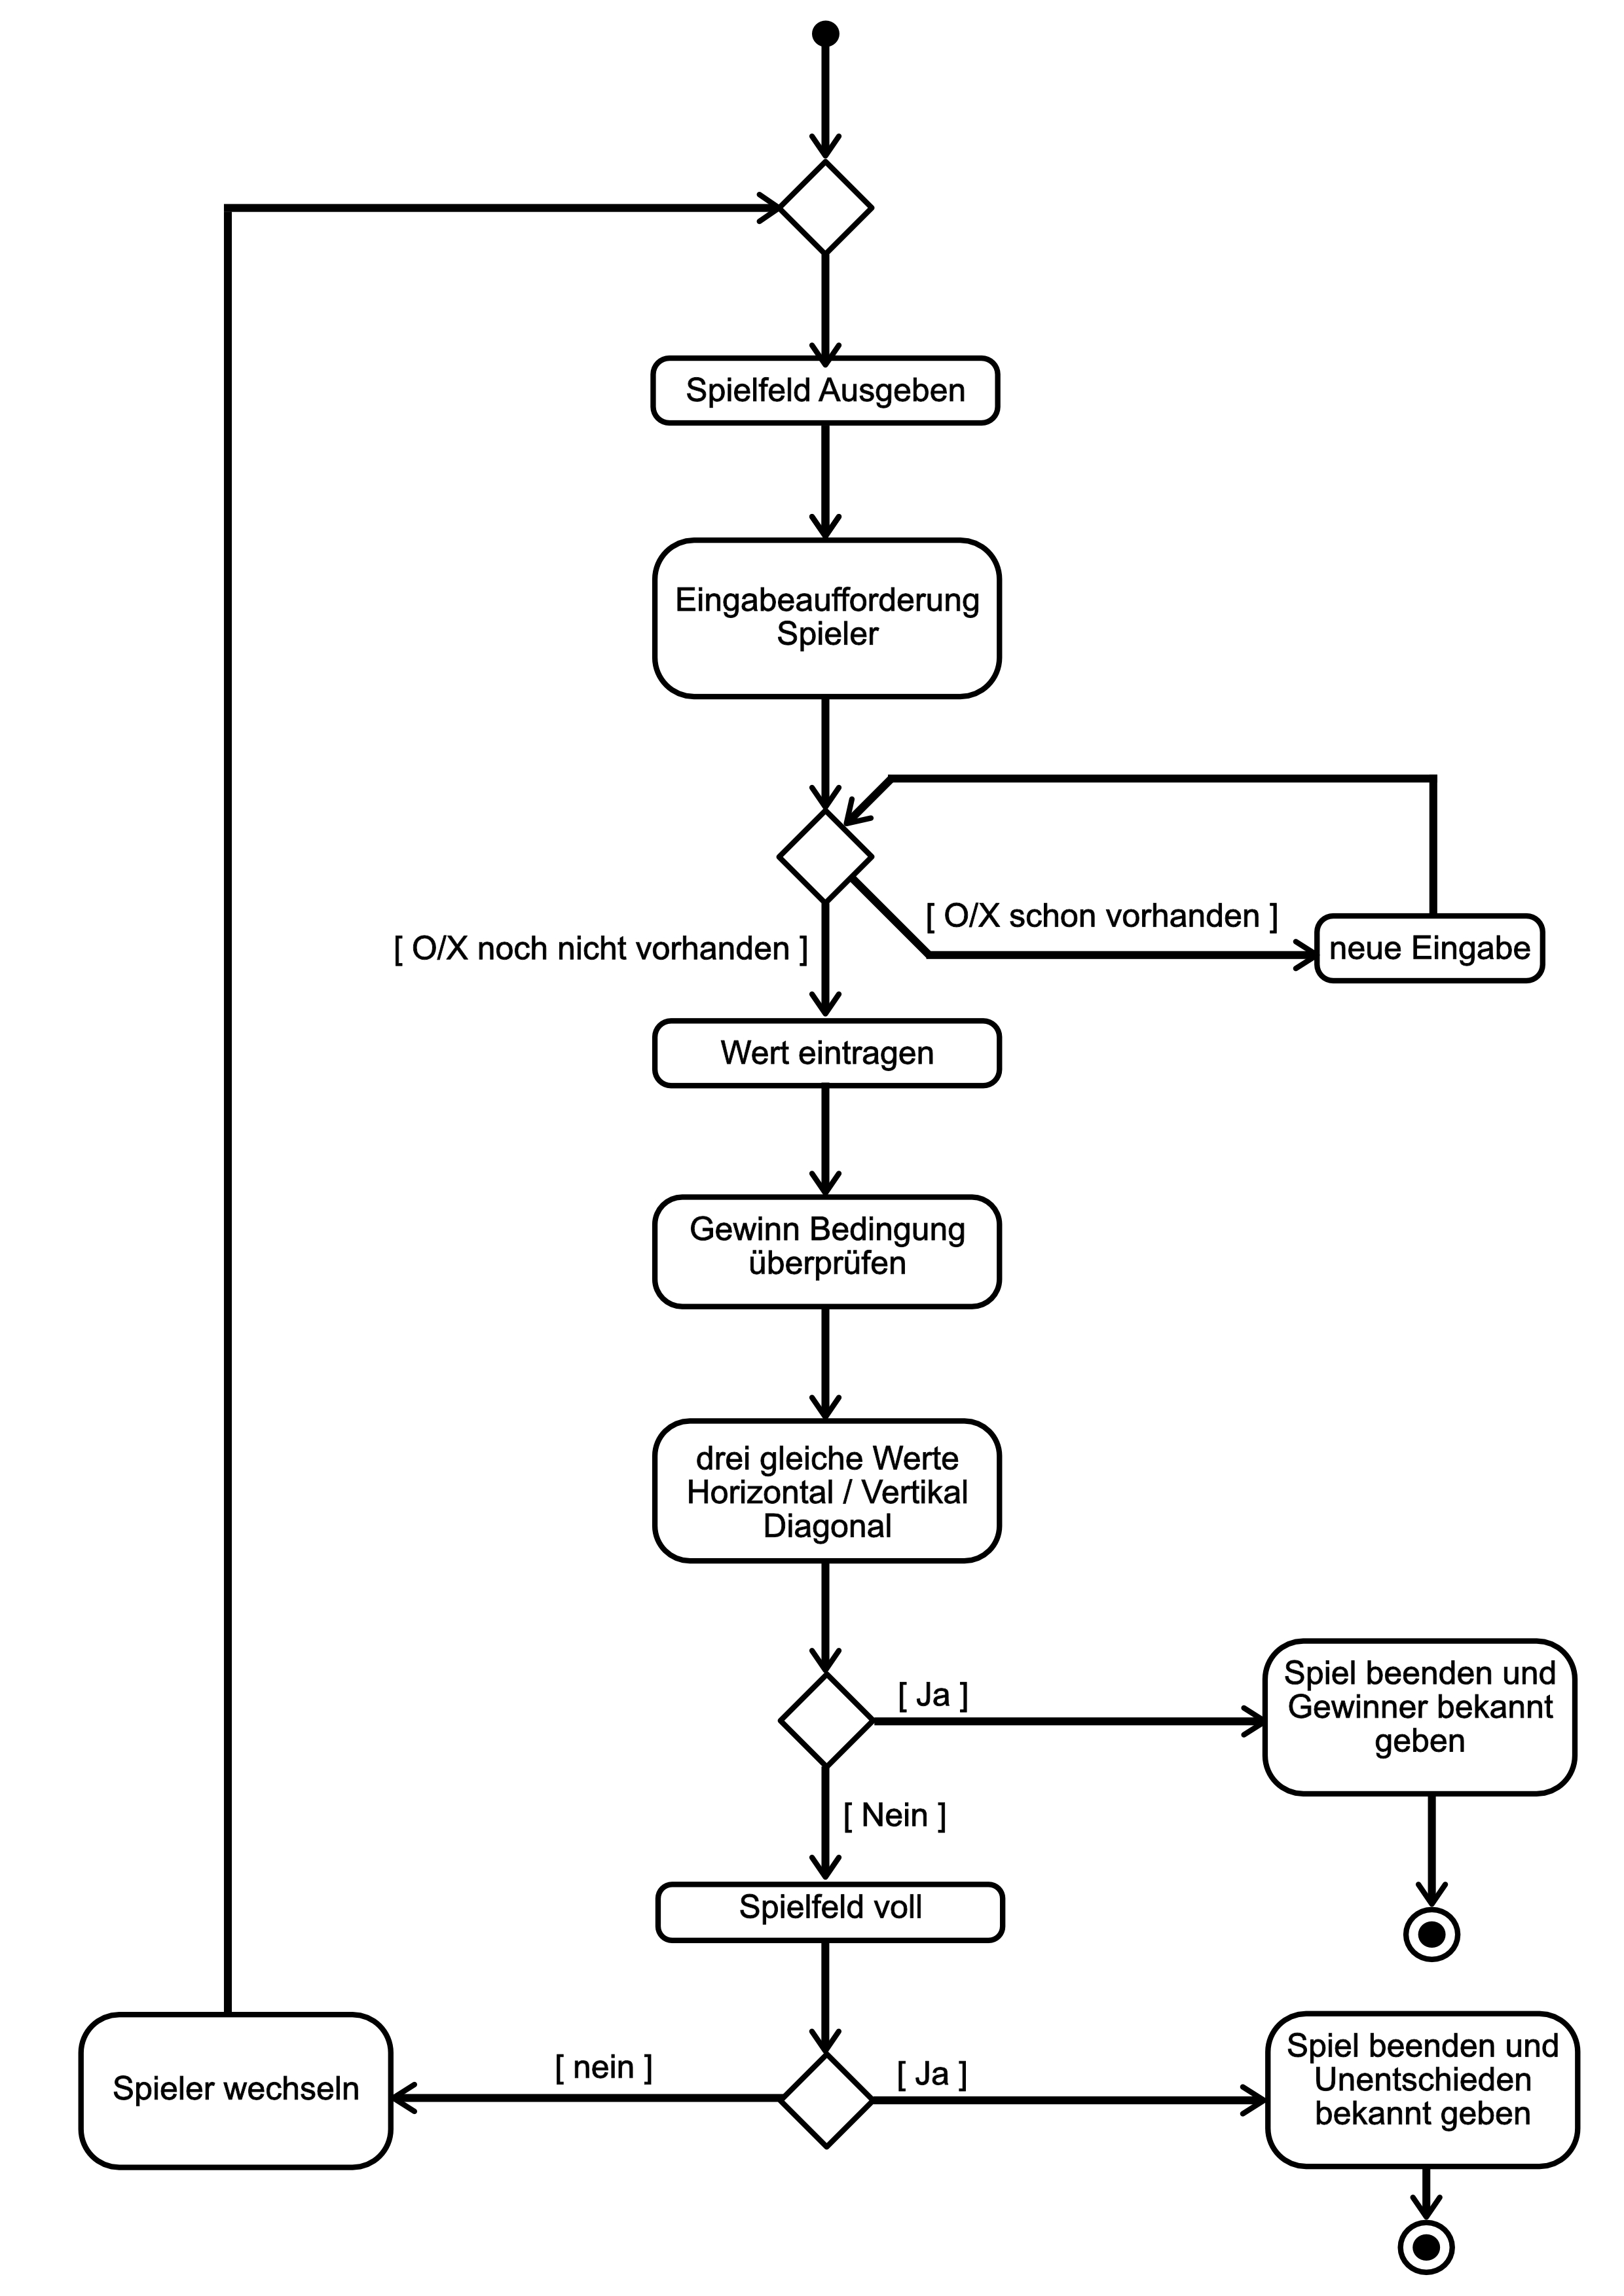 Spielfeld Ausgeben
Eingabeaufforderung
Spieler
[ O/X schon vorhanden ]
[ O/X noch nicht vorhanden ]
neue Eingabe
Wert eintragen
Gewinn Bedingung
überprüfen
drei gleiche Werte
Horizontal / Vertikal
Diagonal
[ Ja ]
Spiel beenden und
Gewinner bekannt
geben
[ Nein ]
Spielfeld voll
[ nein ]
[ Ja ]
Spieler wechseln
Spiel beenden und
Unentschieden
bekannt geben